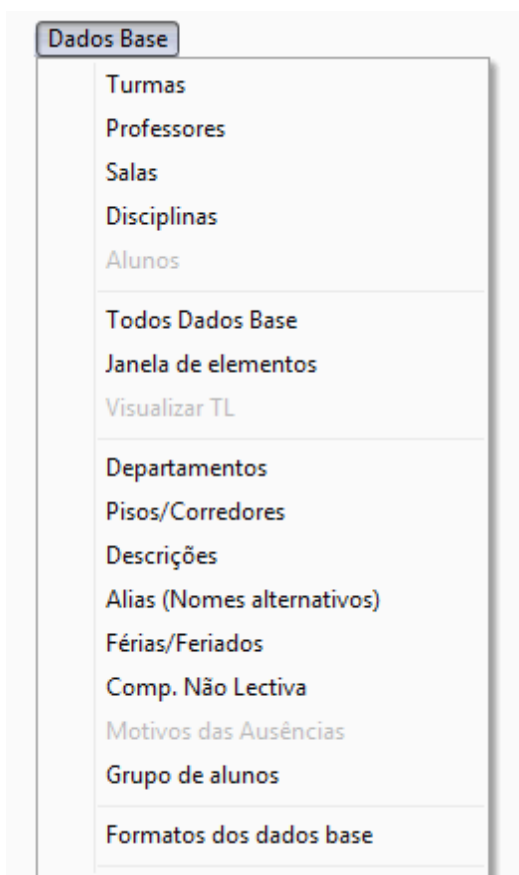 Dados Base
Turmas
Professores
Salas
Disciplinas
Alunos
Todos Dados Base
Janela de elementos
Visualizar TL
Departamentos
Pisos/Corredores
Descrições
Alias (Nomes alternativos)
Férias/Feriados
Comp. Não Lectiva
Motivos das Ausências
Grupo de alunos
Formatos dos dados base